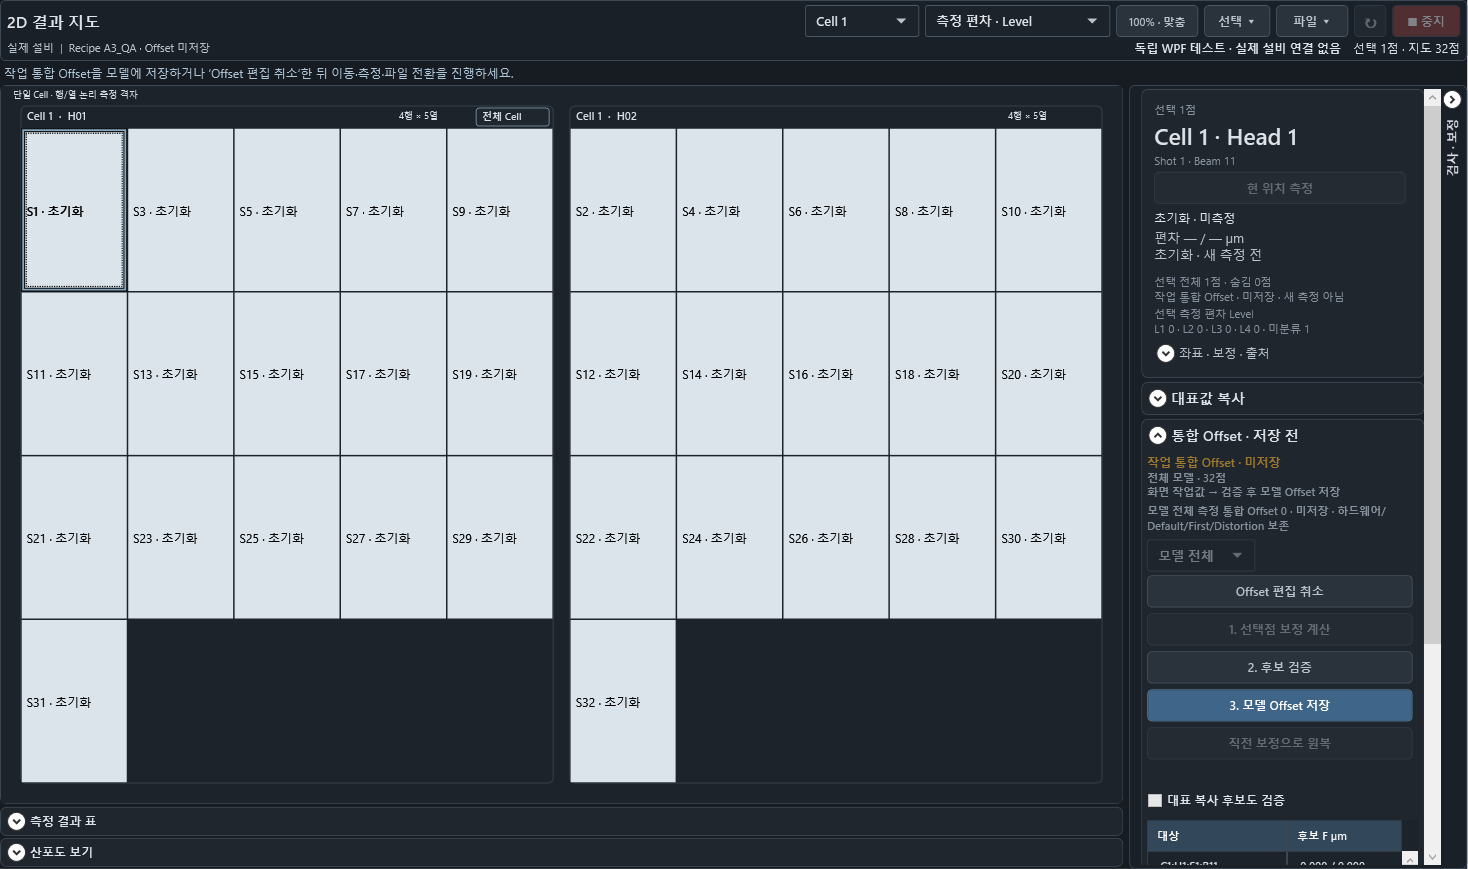 2D 결과 지도
Cell 1
측정 편차 · Level
100% · 맞춤
선택
파일
중지
실제 설비 | Recipe A3_QA · Offset 미저장
독립 WPF 테스트 · 실제 설비 연결 없음 선택 1점 · 지도 32점
작업 통합 Offset을 모델에 저장하거나 'Offset 편집 취소'한 뒤 이동·측정·파일 전환을 진행하세요.
단일 Cell · 행/열 논리 측정 격자
Cell 1 · H01
4행 × 5열
전체 Cell
Cell 1 · H02
4행 × 5열
S1 · 초기화
S3 · 초기화
S5 · 초기화
S7 · 초기화
S9 · 초기화
S2 · 초기화
S4 · 초기화
S6 · 초기화
S8 · 초기화
S10 · 초기화
S11 · 초기화
S13 · 초기화
S15 · 초기화
S17 · 초기화
S19 · 초기화
S12 · 초기화
S14 · 초기화
S16 · 초기화
S18 · 초기화
S20 · 초기화
S21 · 초기화
S23 · 초기화
S25 · 초기화
S27 · 초기화
S29 · 초기화
S22 · 초기화
S24 · 초기화
S26 · 초기화
S28 · 초기화
S30 · 초기화
S31 · 초기화
S32 · 초기화
측정 결과 표
산포도 보기
선택 1점
Cell 1 · Head 1
Shot 1 · Beam 11
현 위치 측정
초기화 · 미측정
편차 — / — µm
초기화 · 새 측정 전
선택 전체 1점 · 숨김 0점
작업 통합 Offset · 미저장 · 새 측정 아님
선택 측정 편차 Level
L1 0 · L2 0 · L3 0 · L4 0 · 미분류 1
좌표 · 보정 · 출처
대표값 복사
통합 Offset · 저장 전
작업 통합 Offset · 미저장
전체 모델 · 32점
화면 작업값 → 검증 후 모델 Offset 저장
모델 전체 측정 통합 Offset 0 · 미저장 · 하드웨어/
Default/First/Distortion 보존
모델 전체
Offset 편집 취소
1. 선택점 보정 계산
2. 후보 검증
3. 모델 Offset 저장
직전 보정으로 원복
대표 복사 후보도 검증
대상
후보 F µm